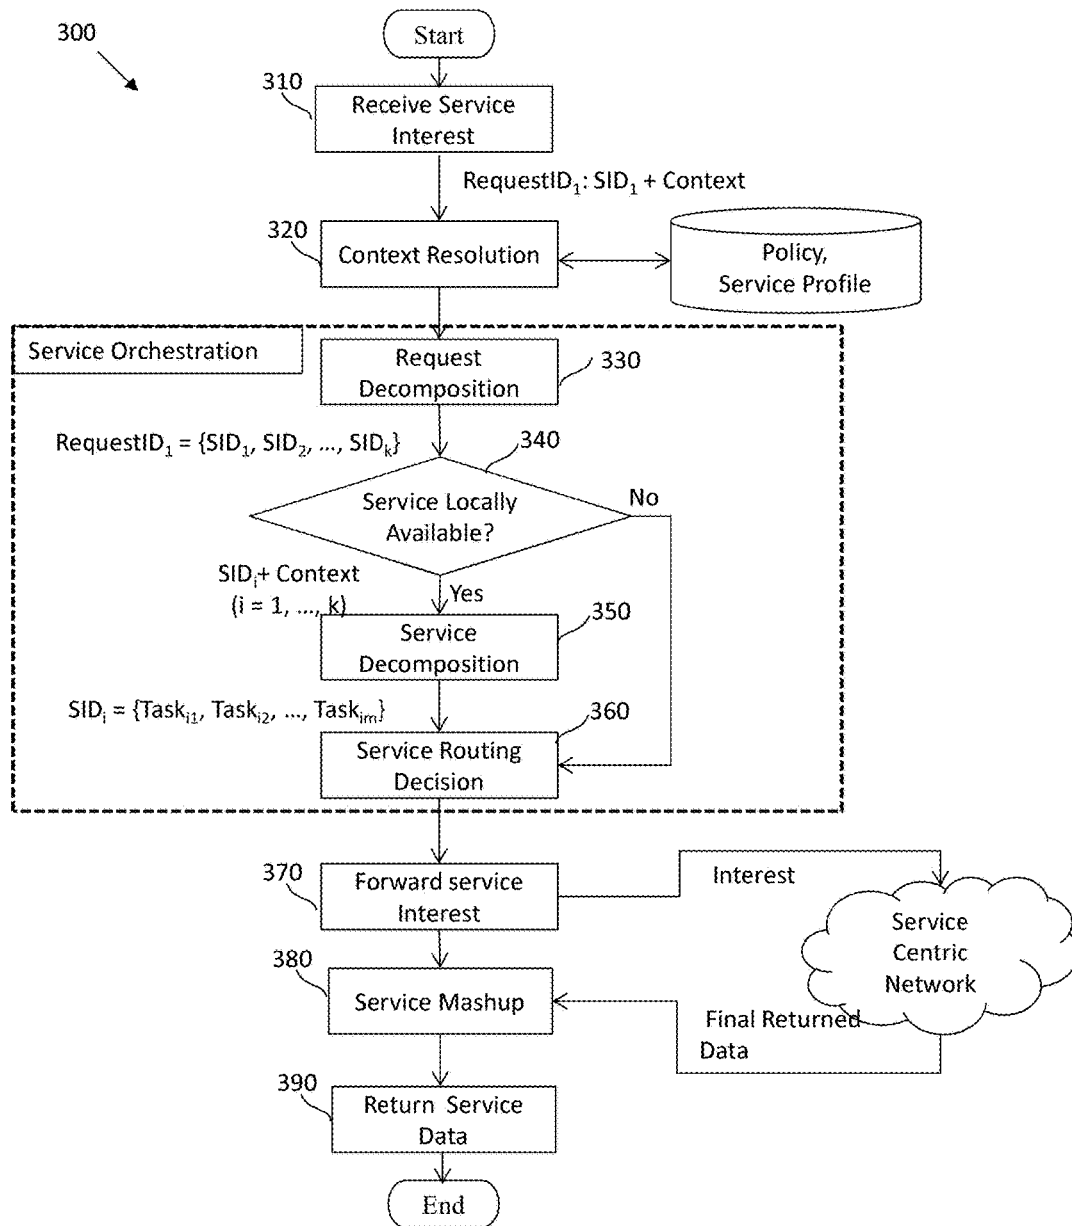 300
Start
310
Receive Service
Interest
RequestID₁: SID₁ + Context
320
Context Resolution
Policy,
Service Profile
Service Orchestration
Request
Decomposition
330
RequestID₁ = {SID₁, SID₂, ..., SIDₖ}
340
Service Locally
Available?
No
SIDᵢ+ Context
(i = 1, ..., k)
Yes
Service
Decomposition
350
SIDᵢ = {Taskᵢ₁, Taskᵢ₂, ..., Taskᵢₘ}
360
Service Routing
Decision
370
Forward service
Interest
Interest
Service
Centric
Network
380
Service Mashup
Final Returned
Data
390
Return Service
Data
End